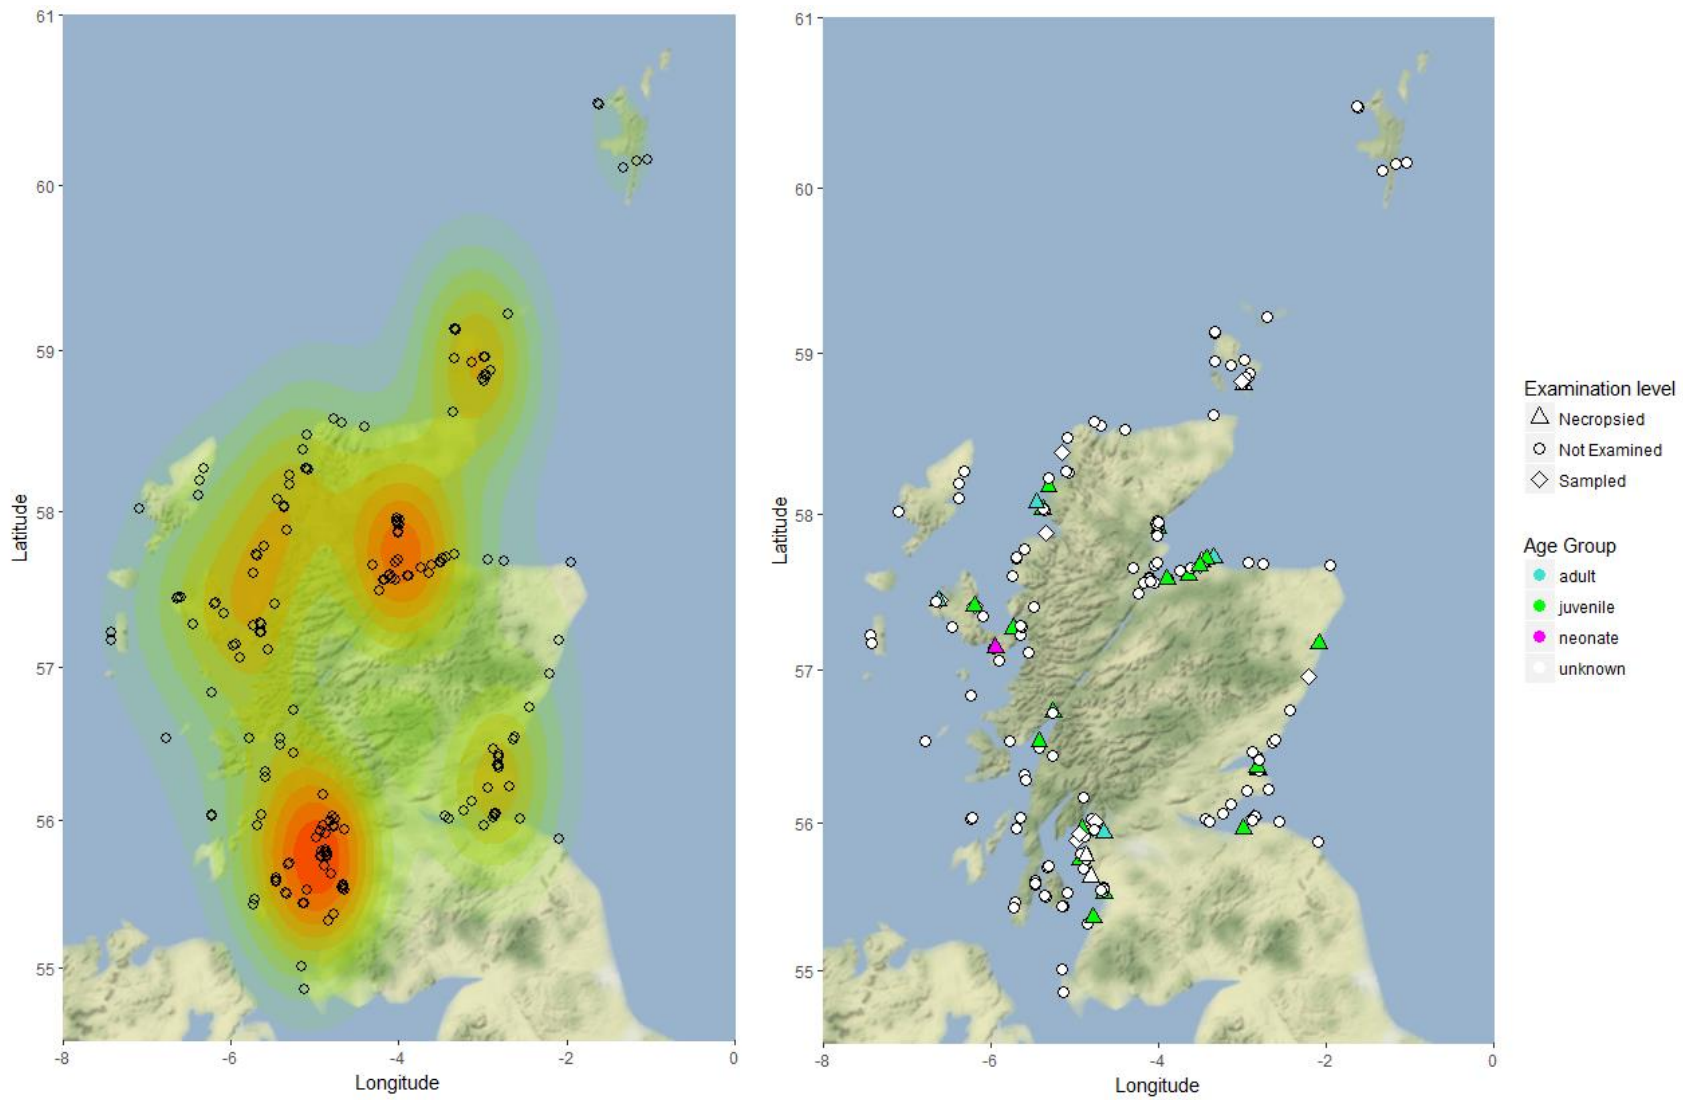 61
60
59
58
57
56
55
Latitude
-8
-6
-4
-2
0
Longitude
61
60
59
58
57
56
55
Latitude
-8
-6
-4
-2
0
Longitude
Examination level
Necropsied
Not Examined
Sampled
Age Group
adult
juvenile
neonate
unknown